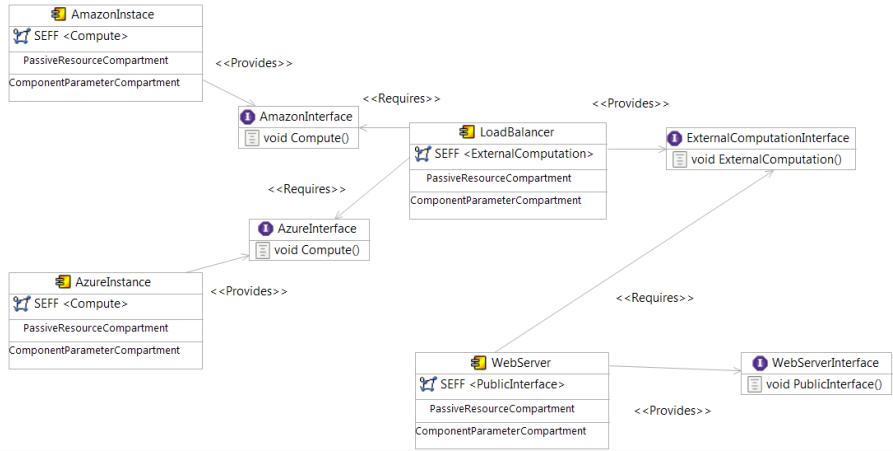 AmazonInstace
SEFF <Compute>
PassiveResourceCompartment
ComponentParameterCompartment
<<Provides>>
<<Requires>>
<<Provides>>
AmazonInterface
void Compute()
LoadBalancer
SEFF <ExternalComputation>
PassiveResourceCompartment
ComponentParameterCompartment
ExternalComputationInterface
void ExternalComputation()
<<Requires>>
AzureInterface
void Compute()
AzureInstance
SEFF <Compute>
PassiveResourceCompartment
ComponentParameterCompartment
<<Provides>>
<<Requires>>
WebServer
SEFF <PublicInterface>
PassiveResourceCompartment
ComponentParameterCompartment
WebServerInterface
void PublicInterface()
<<Provides>>